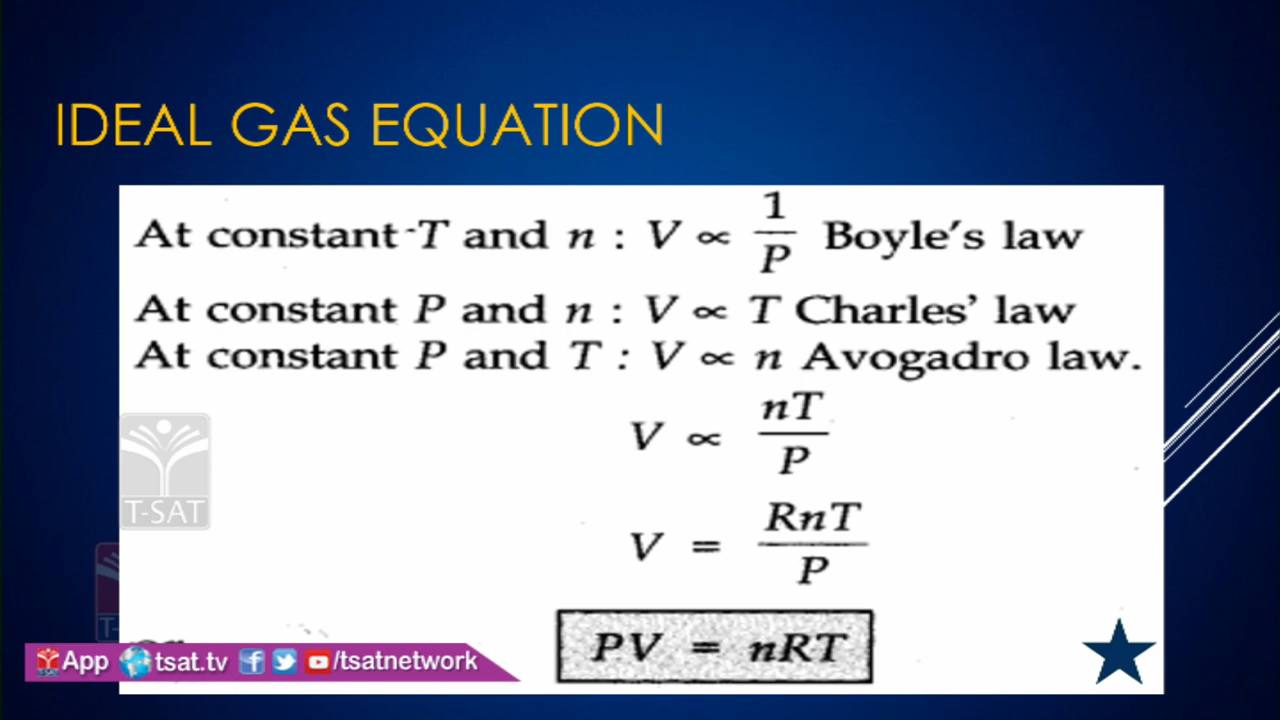 IDEAL GAS EQUATION
At constant T and n : V ∝ 1/P Boyle's law
At constant P and n : V ∝ T Charles' law
At constant P and T : V ∝ n Avogadro law.
V ∝ nT/P
V = RnT/P
PV = nRT
T-SAT
T-
App tsat.tv /tsatnetwork